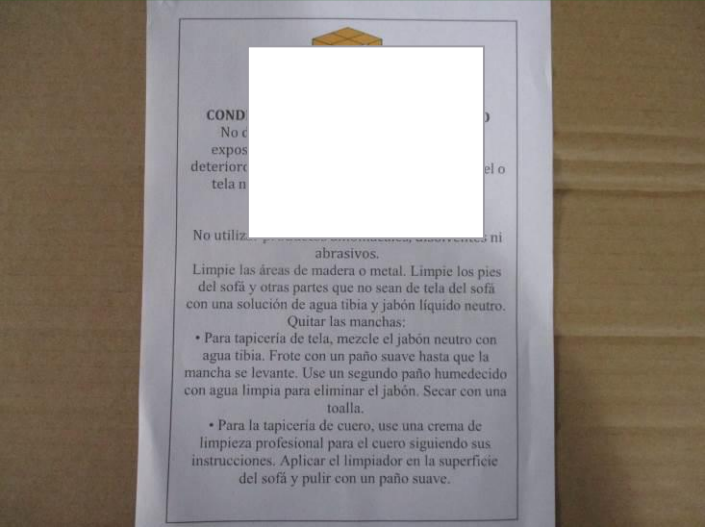 No
expos
el o
tela
No ni
abrasivos.
Limpie las áreas de madera o metal. Limpie los pies
del sofá y otras partes que no sean de tela del sofá
con una solución de agua tibia y jabón líquido neutro.
Quitar las manchas:
• Para tapicería de tela, mezcle el jabón neutro con
agua tibia. Frote con un paño suave hasta que la
mancha se levante. Use un segundo paño humedecido
con agua limpia para eliminar el jabón. Secar con una
toalla.
• Para la tapicería de cuero, use una crema de
limpieza profesional para el cuero siguiendo sus
instrucciones. Aplicar el limpiador en la superficie
del sofá y pulir con un paño suave.